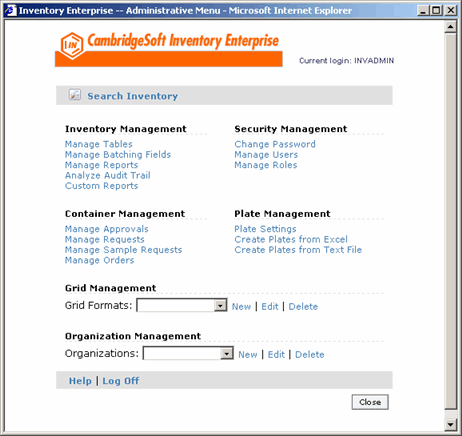 Inventory Enterprise -- Administrative Menu - Microsoft Internet Explorer
IN
CambridgeSoft Inventory Enterprise
Current login: INVADMIN
Search Inventory
Inventory Management
Manage Tables
Manage Batching Fields
Manage Reports
Analyze Audit Trail
Custom Reports
Security Management
Change Password
Manage Users
Manage Roles
Container Management
Manage Approvals
Manage Requests
Manage Sample Requests
Manage Orders
Plate Management
Plate Settings
Create Plates from Excel
Create Plates from Text File
Grid Management
Grid Formats: New | Edit | Delete
Organization Management
Organizations: New | Edit | Delete
Help | Log Off
Close